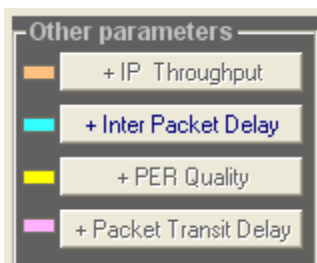 Other parameters
+ IP Throughput
+ Inter Packet Delay
+ PER Quality
+ Packet Transit Delay